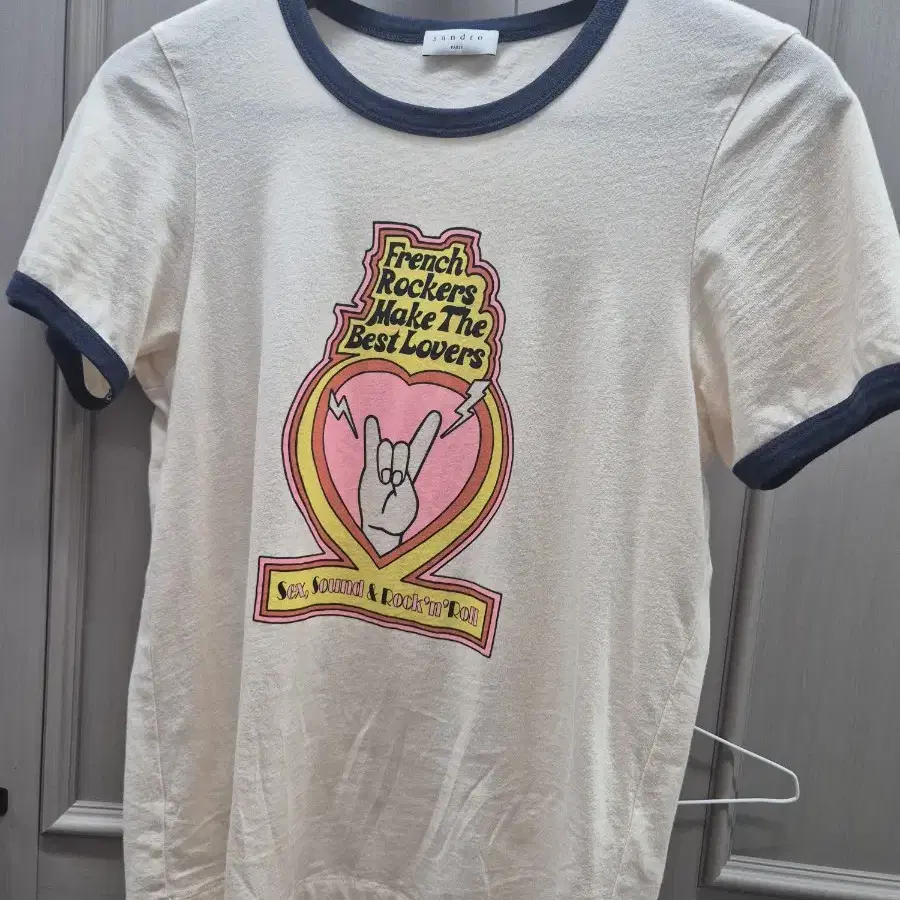 sandro
PARIS
French
Rockers
Make The
Best Lovers
Sex, Sound & Rock'n'Roll